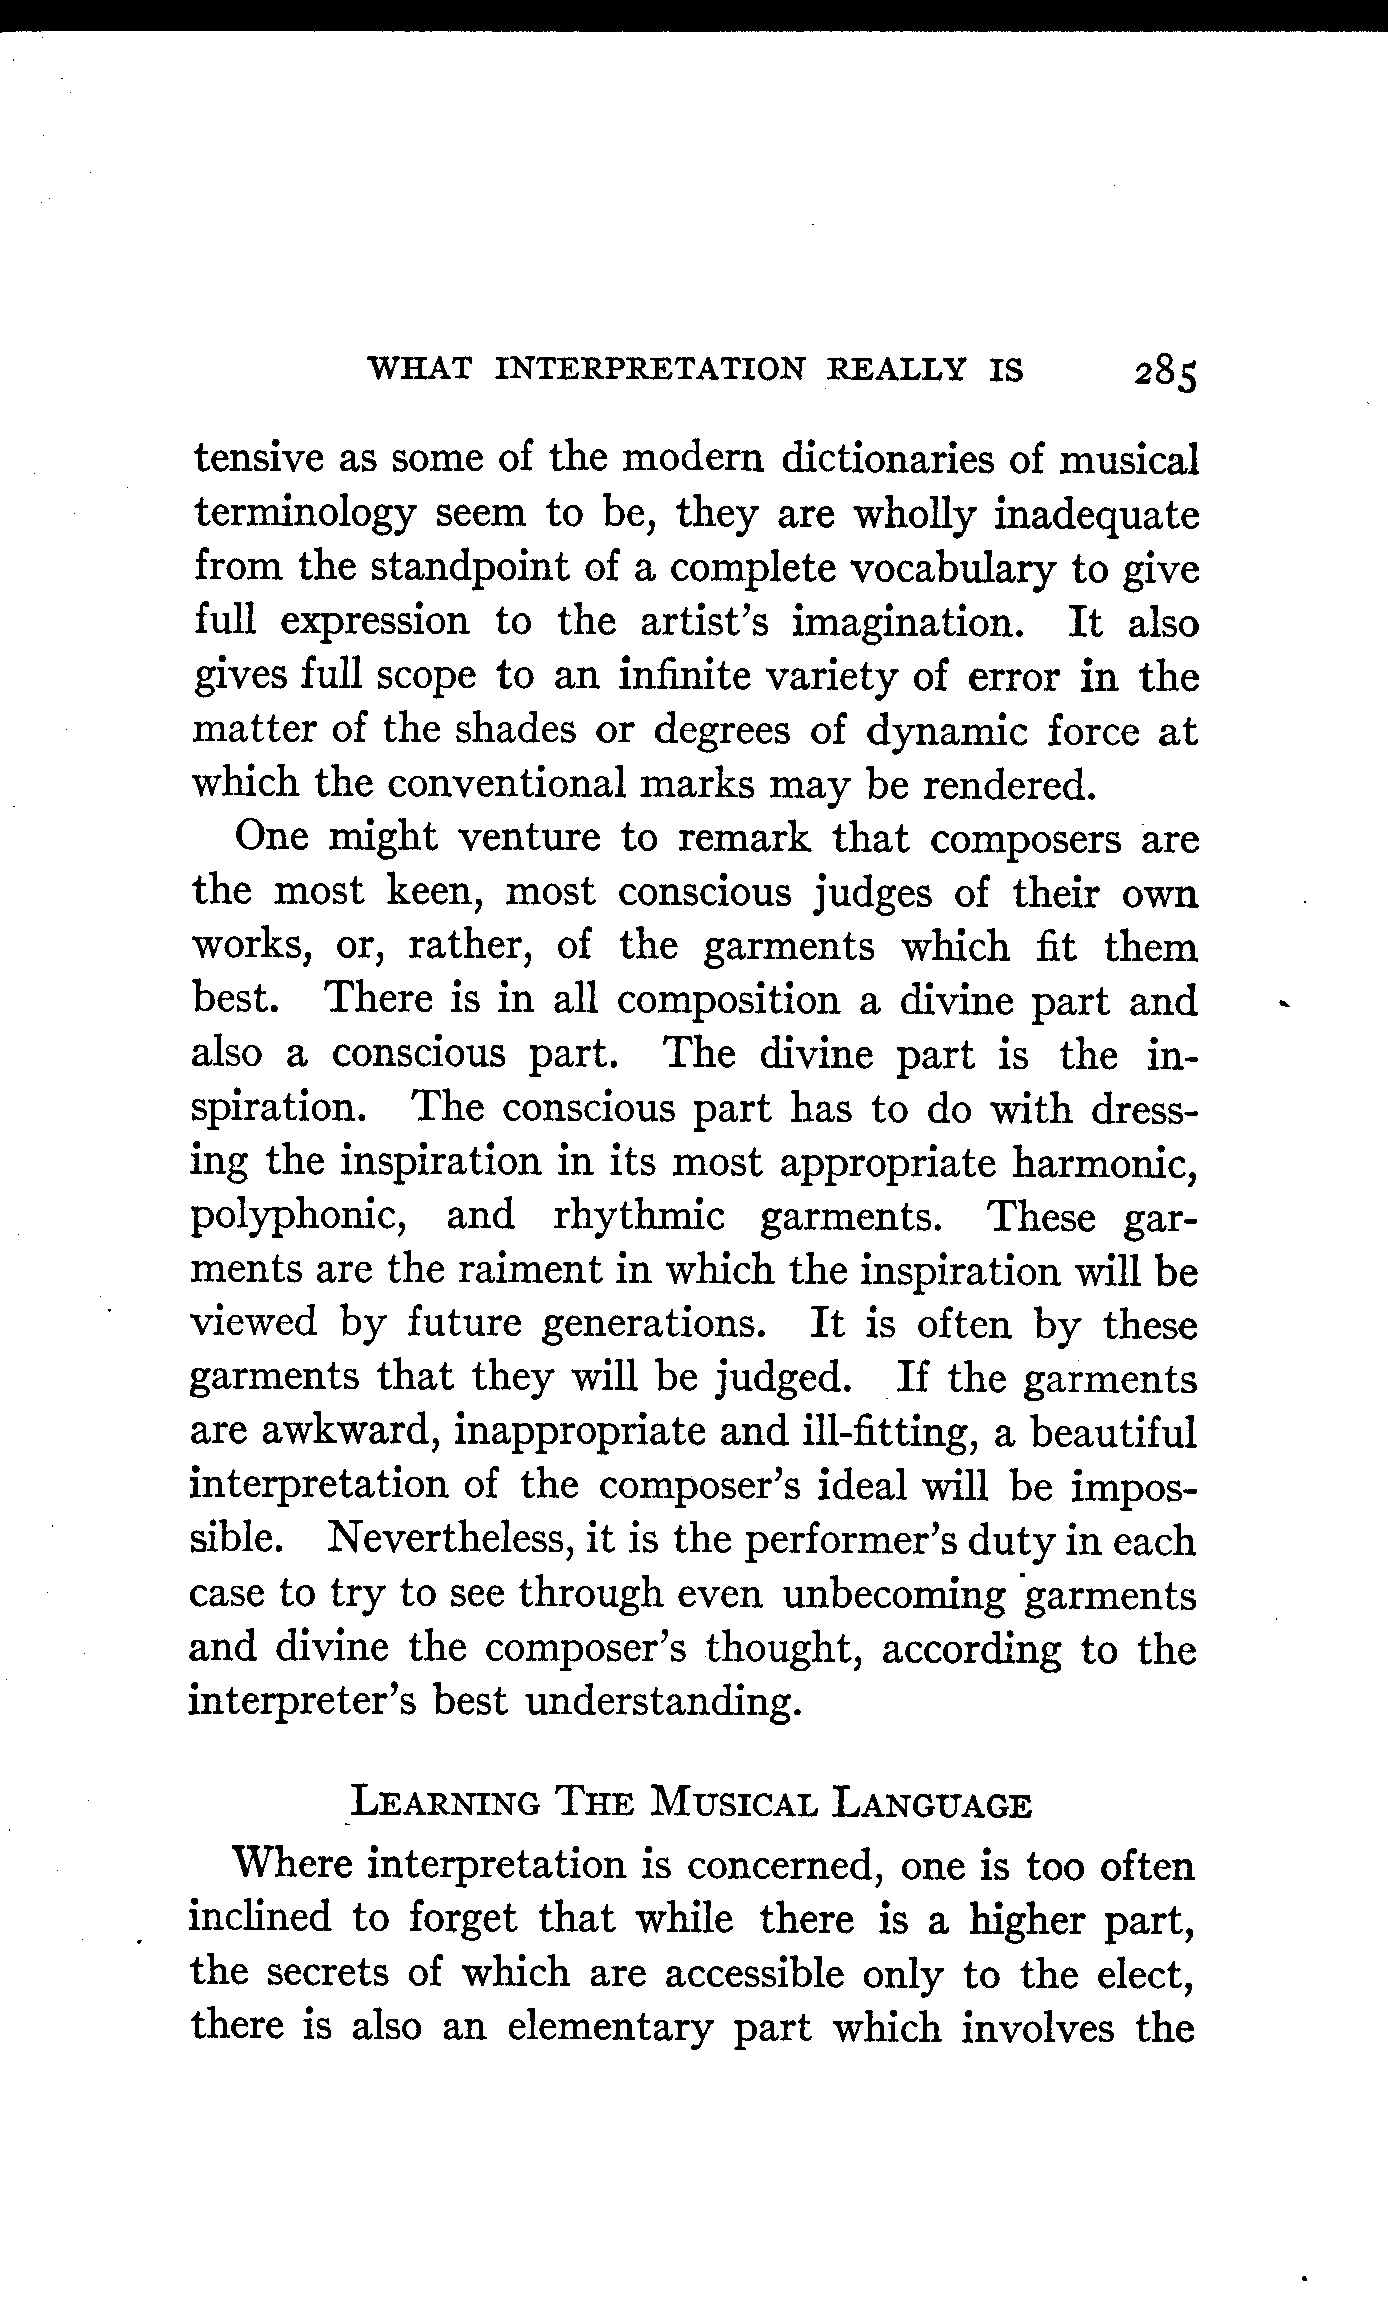 WHAT INTERPRETATION REALLY IS 285
tensive as some of the modern dictionaries of musical
terminology seem to be, they are wholly inadequate
from the standpoint of a complete vocabulary to give
full expression to the artist's imagination. It also
gives full scope to an infinite variety of error in the
matter of the shades or degrees of dynamic force at
which the conventional marks may be rendered.
One might venture to remark that composers are
the most keen, most conscious judges of their own
works, or, rather, of the garments which fit them
best. There is in all composition a divine part and
also a conscious part. The divine part is the in-
spiration. The conscious part has to do with dress-
ing the inspiration in its most appropriate harmonic,
polyphonic, and rhythmic garments. These gar-
ments are the raiment in which the inspiration will be
viewed by future generations. It is often by these
garments that they will be judged. If the garments
are awkward, inappropriate and ill-fitting, a beautiful
interpretation of the composer's ideal will be impos-
sible. Nevertheless, it is the performer's duty in each
case to try to see through even unbecoming garments
and divine the composer's thought, according to the
interpreter's best understanding.
LEARNING THE MUSICAL LANGUAGE
Where interpretation is concerned, one is too often
inclined to forget that while there is a higher part,
the secrets of which are accessible only to the elect,
there is also an elementary part which involves the